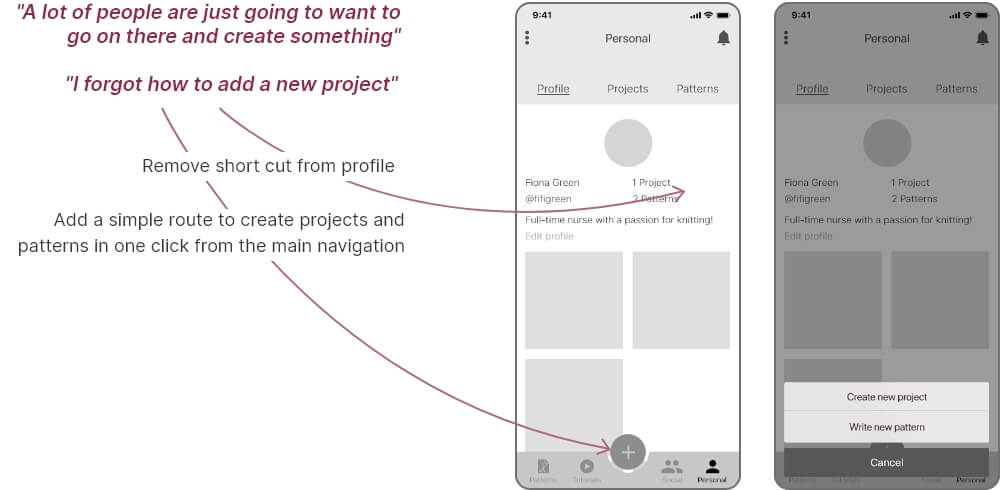 "A lot of people are just going to want to
go on there and create something"
"I forgot how to add a new project"
Remove short cut from profile
Add a simple route to create projects and
patterns in one click from the main navigation
9:41
Personal
Profile Projects Patterns
Fiona Green 1 Project
@fifigreen 2 Patterns
Full-time nurse with a passion for knitting!
Edit profile
Patterns Tutorials Social Personal
9:41
Personal
Profile Projects Patterns
Fiona Green 1 Project
@fifigreen 2 Patterns
Full-time nurse with a passion for knitting!
Edit profile
Create new project
Write new pattern
Cancel
Patterns Tutorials Social Personal